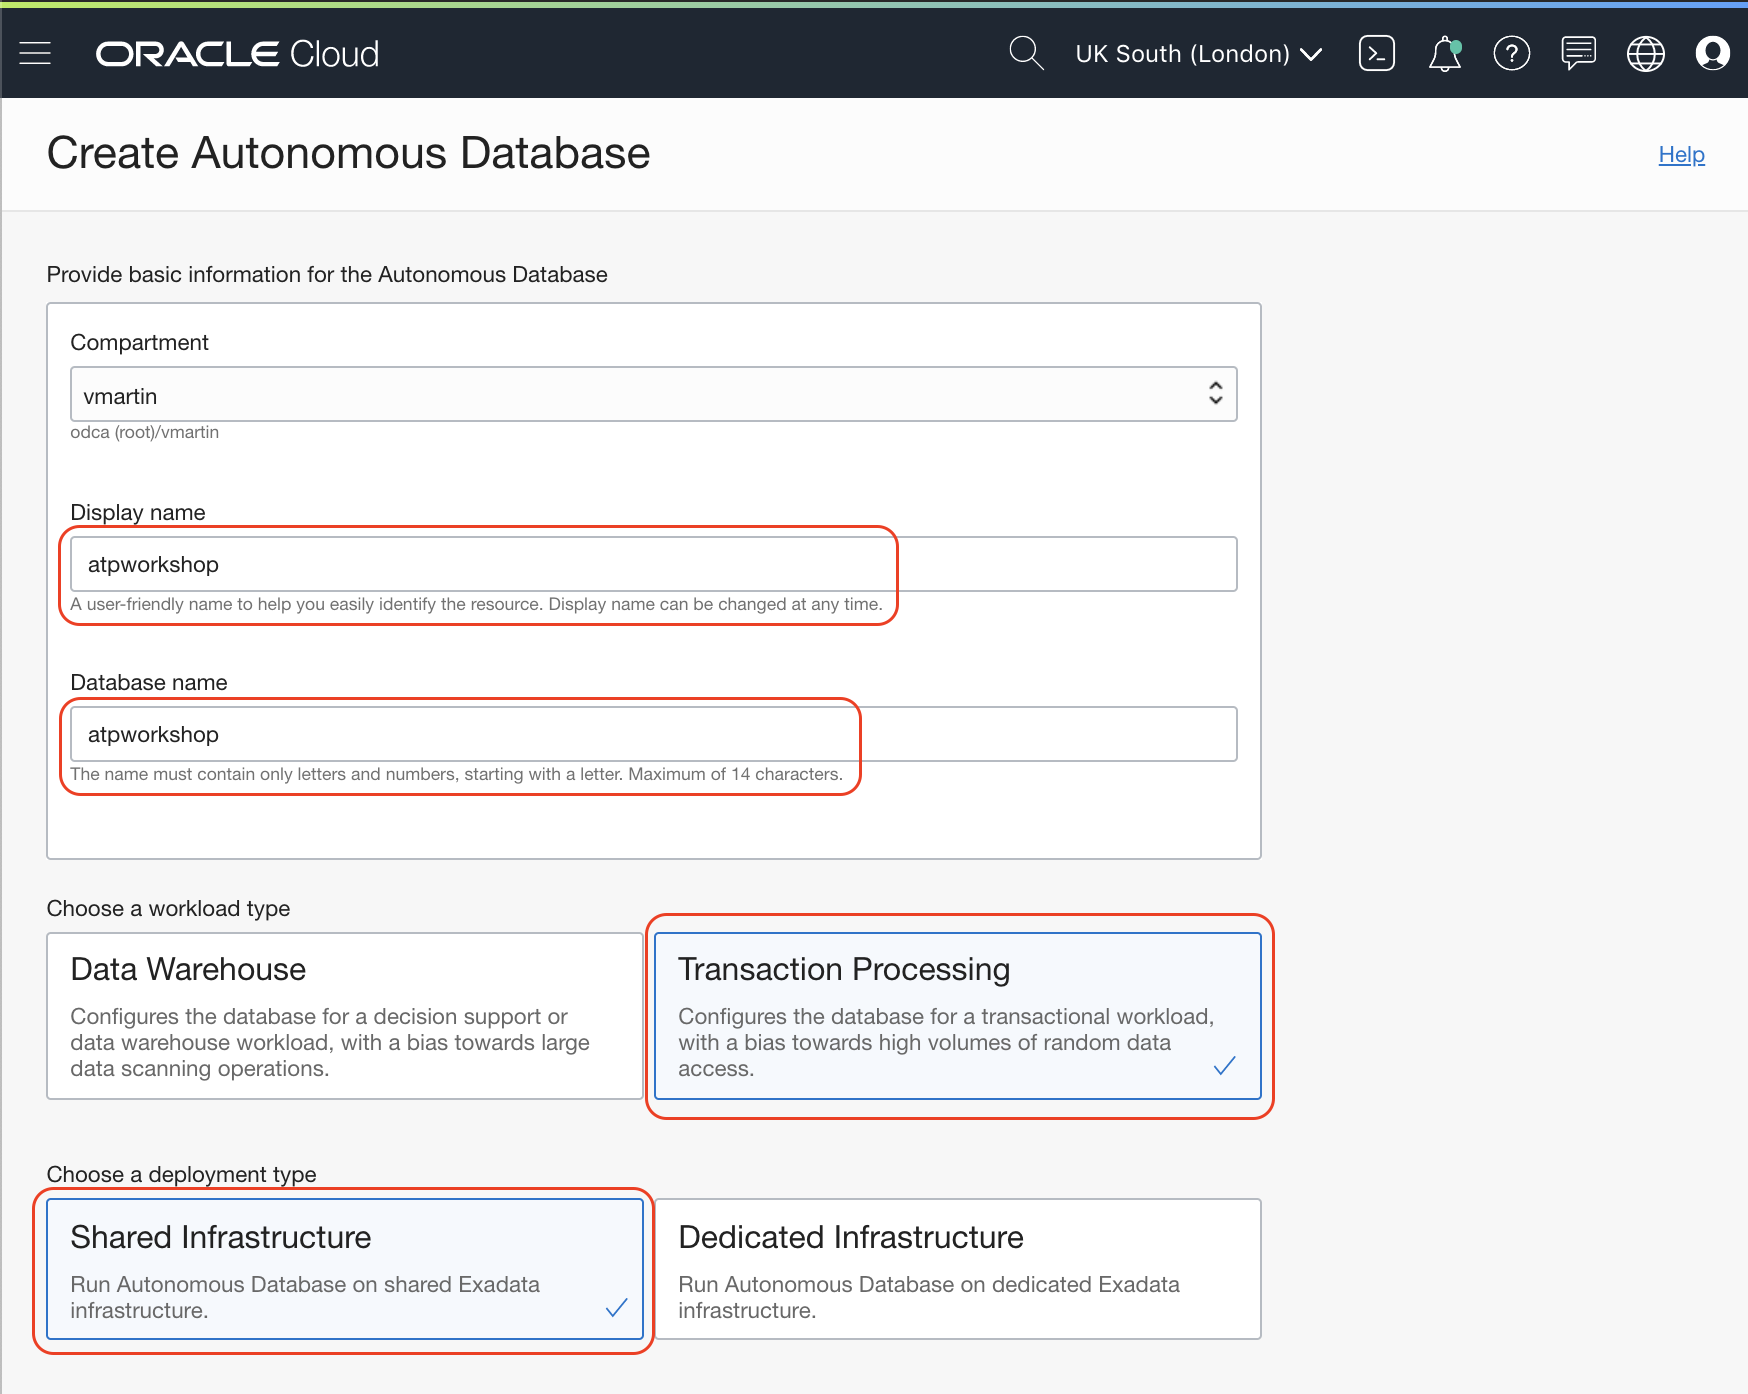 ORACLE Cloud
UK South (London)
Create Autonomous Database
Help
Provide basic information for the Autonomous Database
Compartment
vmartin
odca (root)/vmartin
Display name
atpworkshop
A user-friendly name to help you easily identify the resource. Display name can be changed at any time.
Database name
atpworkshop
The name must contain only letters and numbers, starting with a letter. Maximum of 14 characters.
Choose a workload type
Data Warehouse
Configures the database for a decision support or
data warehouse workload, with a bias towards large
data scanning operations.
Transaction Processing
Configures the database for a transactional workload,
with a bias towards high volumes of random data
access.
Choose a deployment type
Shared Infrastructure
Run Autonomous Database on shared Exadata
infrastructure.
Dedicated Infrastructure
Run Autonomous Database on dedicated Exadata
infrastructure.